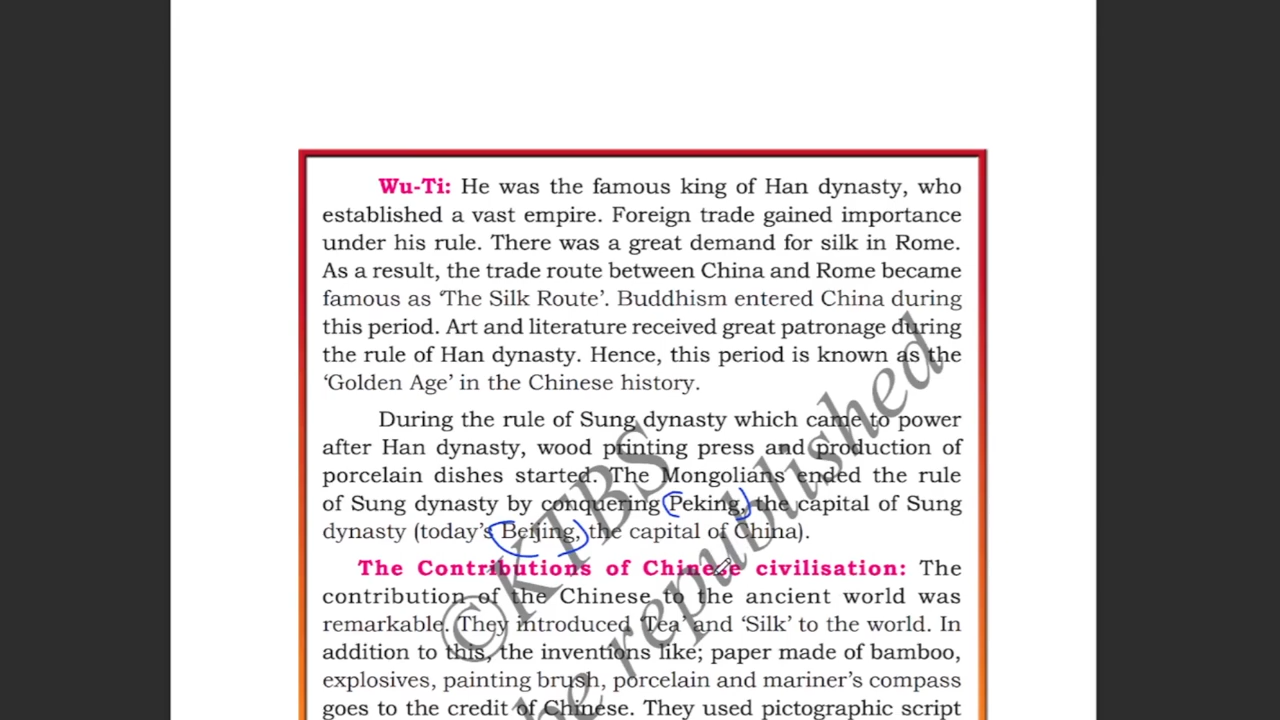 Wu-Ti: He was the famous king of Han dynasty, who
established a vast empire. Foreign trade gained importance
under his rule. There was a great demand for silk in Rome.
As a result, the trade route between China and Rome became
famous as ‘The Silk Route’. Buddhism entered China during
this period. Art and literature received great patronage during
the rule of Han dynasty. Hence, this period is known as the
‘Golden Age’ in the Chinese history.
During the rule of Sung dynasty which came to power
after Han dynasty, wood printing press and production of
porcelain dishes started. The Mongolians ended the rule
of Sung dynasty by conquering Peking, the capital of Sung
dynasty (today’s Beijing, the capital of China).
The Contributions of Chinese civilisation: The
contribution of the Chinese to the ancient world was
remarkable. They introduced ‘Tea’ and ‘Silk’ to the world. In
addition to this, the inventions like; paper made of bamboo,
explosives, painting brush, porcelain and mariner’s compass
goes to the credit of Chinese. They used pictographic script
©KTBS
be republished